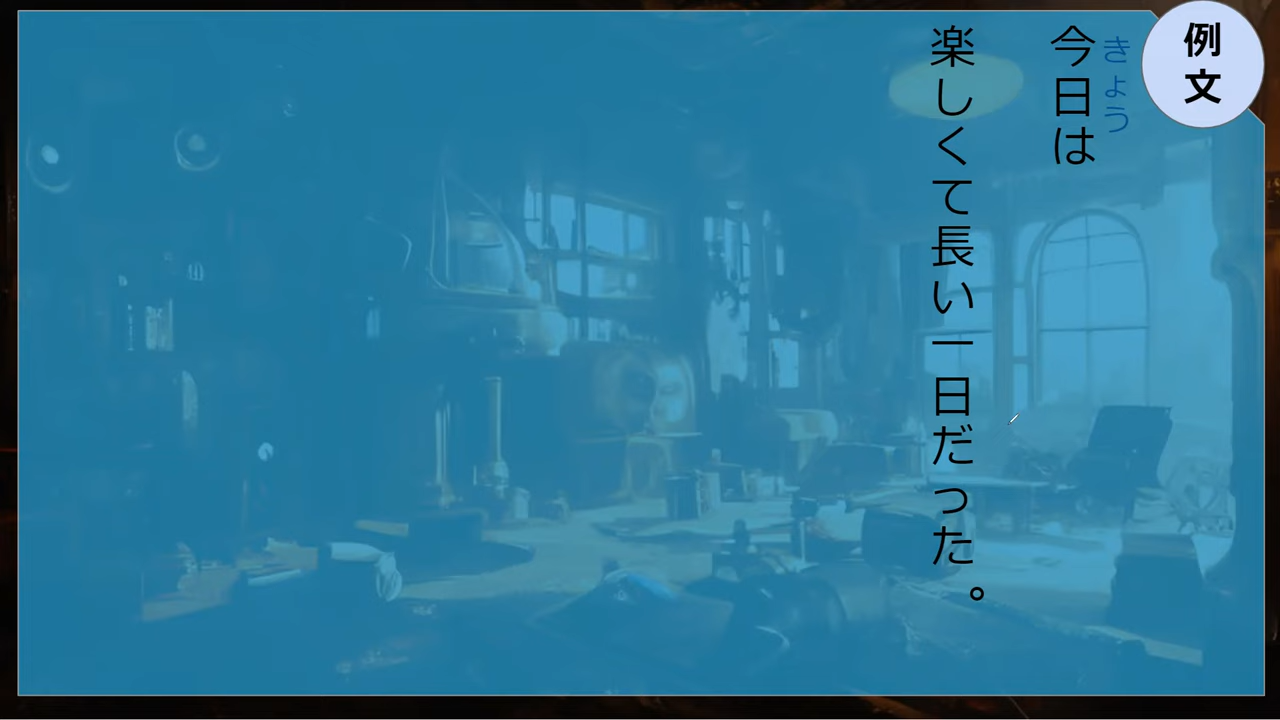 例文
今日は
きょう
楽しくて長い一日だった。